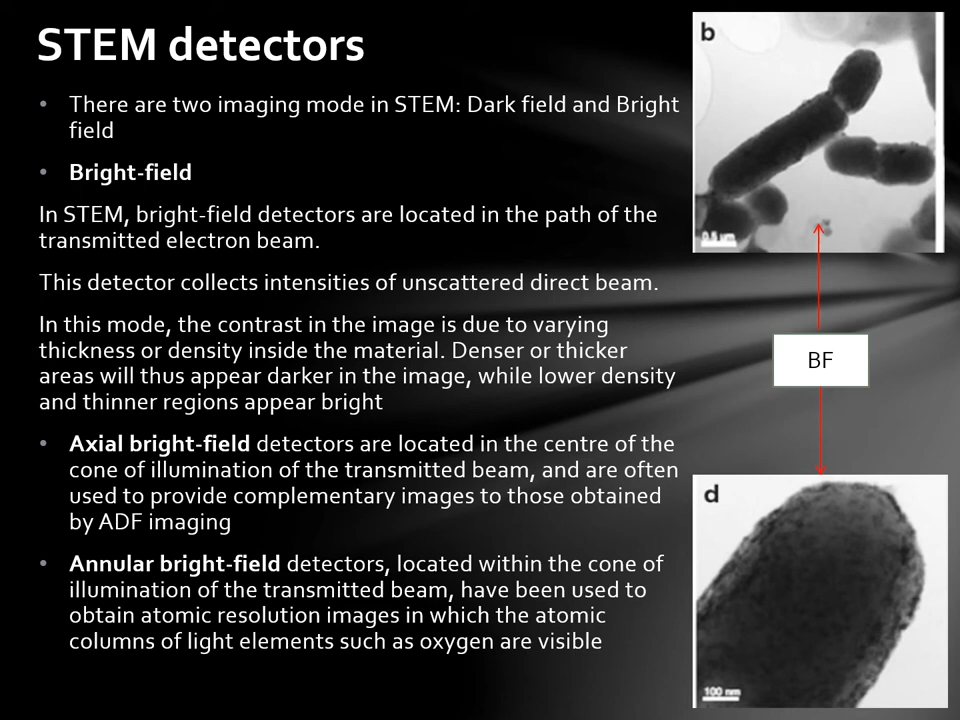 STEM detectors
• There are two imaging mode in STEM: Dark field and Bright
field
• Bright-field
In STEM, bright-field detectors are located in the path of the
transmitted electron beam.
This detector collects intensities of unscattered direct beam.
In this mode, the contrast in the image is due to varying
thickness or density inside the material. Denser or thicker
areas will thus appear darker in the image, while lower density
and thinner regions appear bright
• Axial bright-field detectors are located in the centre of the
cone of illumination of the transmitted beam, and are often
used to provide complementary images to those obtained
by ADF imaging
• Annular bright-field detectors, located within the cone of
illumination of the transmitted beam, have been used to
obtain atomic resolution images in which the atomic
columns of light elements such as oxygen are visible
b
0.5 µm
BF
d
100 nm